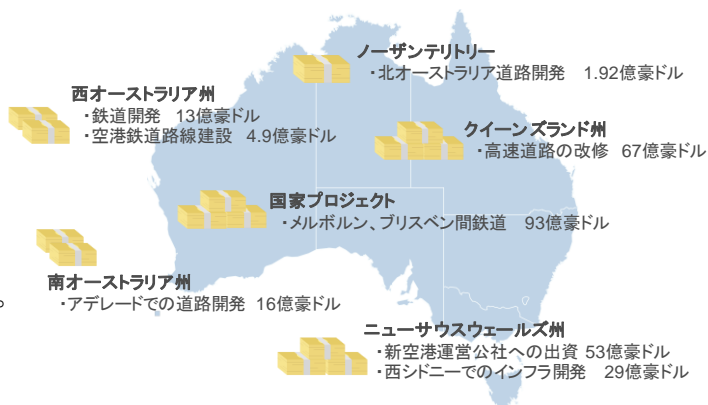 ノーザンテリトリー
・北オーストラリア道路開発　1.92億豪ドル
西オーストラリア州
・鉄道開発　13億豪ドル
・空港鉄道路線建設　4.9億豪ドル
クイーンズランド州
・高速道路の改修　67億豪ドル
国家プロジェクト
・メルボルン、ブリスベン間鉄道　93億豪ドル
南オーストラリア州
・アデレードでの道路開発　16億豪ドル
。
ニューサウスウェールズ州
・新空港運営公社への出資 53億豪ドル
・西シドニーでのインフラ開発　29億豪ドル